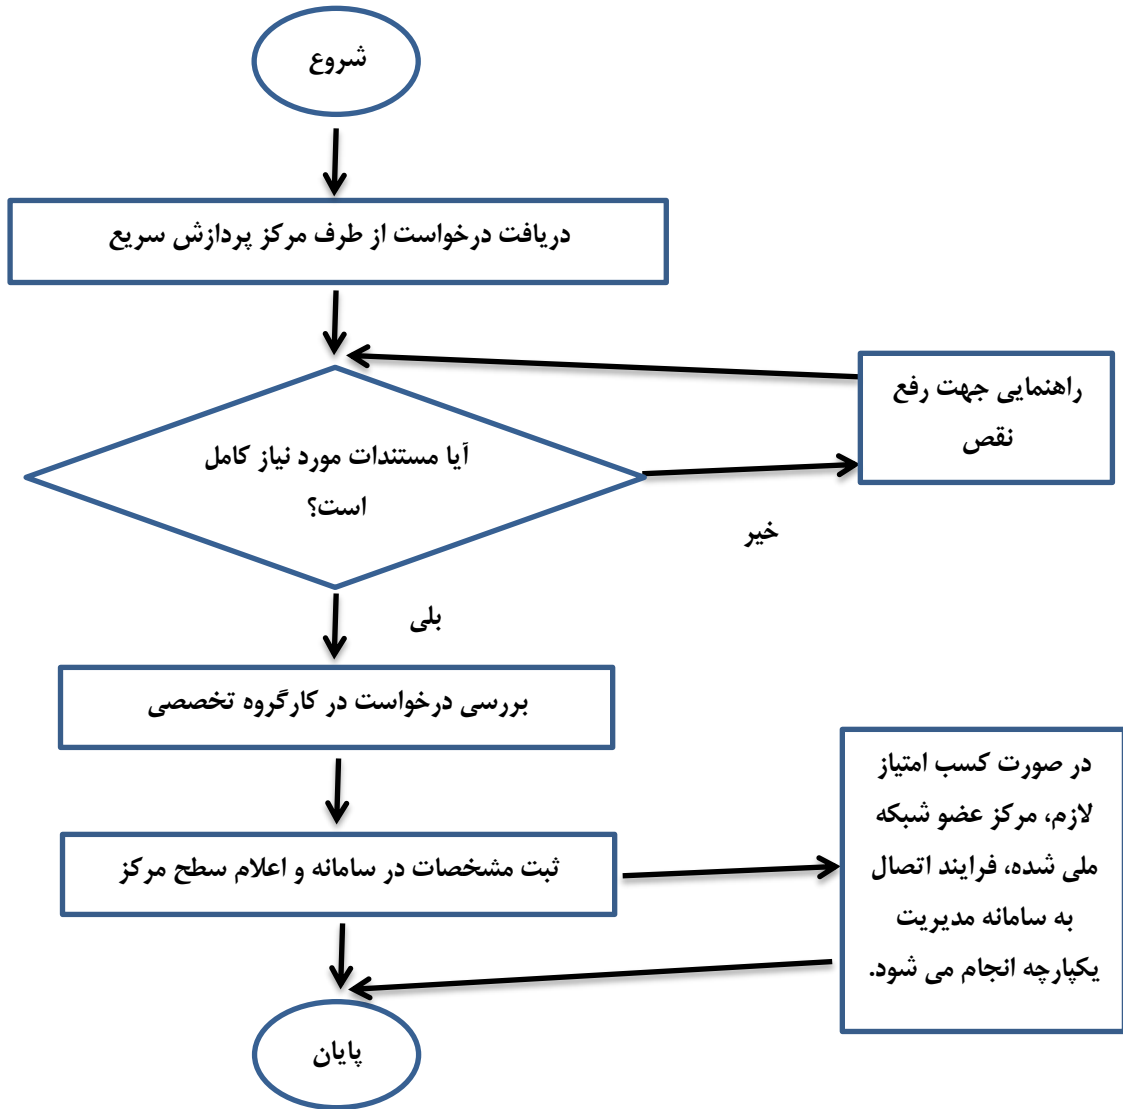 شروع
دریافت درخواست از طرف مرکز پردازش سریع
راهنمایی جهت رفع
نقص
آیا مستندات مورد نیاز کامل
است؟
خیر
بلی
بررسی درخواست در کارگروه تخصصی
ثبت مشخصات در سامانه و اعلام سطح مرکز
در صورت کسب امتیاز
لازم، مرکز عضو شبکه
ملی شده، فرایند اتصال
به سامانه مدیریت
یکپارچه انجام می شود.
پایان